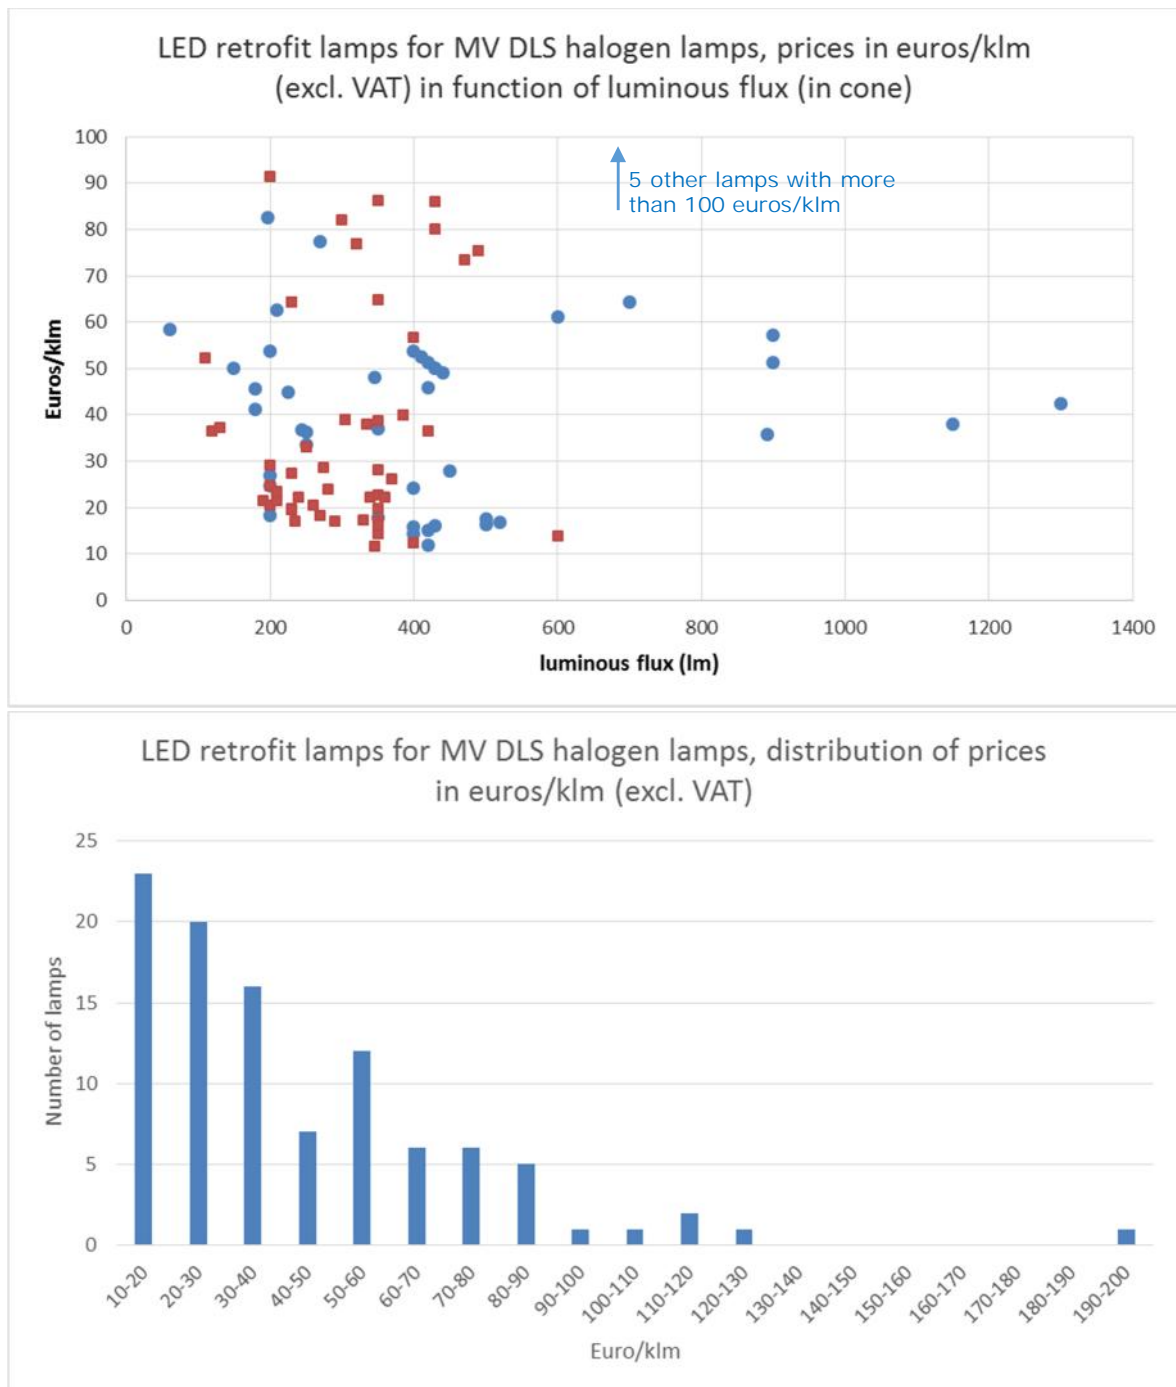 LED retrofit lamps for MV DLS halogen lamps, prices in euros/klm
(excl. VAT) in function of luminous flux (in cone)
100
90
80
70
60
50
40
30
20
10
0
Euros/klm
5 other lamps with more
than 100 euros/klm
0 200 400 600 800 1000 1200 1400
luminous flux (lm)
LED retrofit lamps for MV DLS halogen lamps, distribution of prices
in euros/klm (excl. VAT)
25
20
15
10
5
0
Number of lamps
10-20 20-30 30-40 40-50 50-60 60-70 70-80 80-90 90-100 100-110 110-120 120-130 130-140 140-150 150-160 160-170 170-180 180-190 190-200
Euro/klm